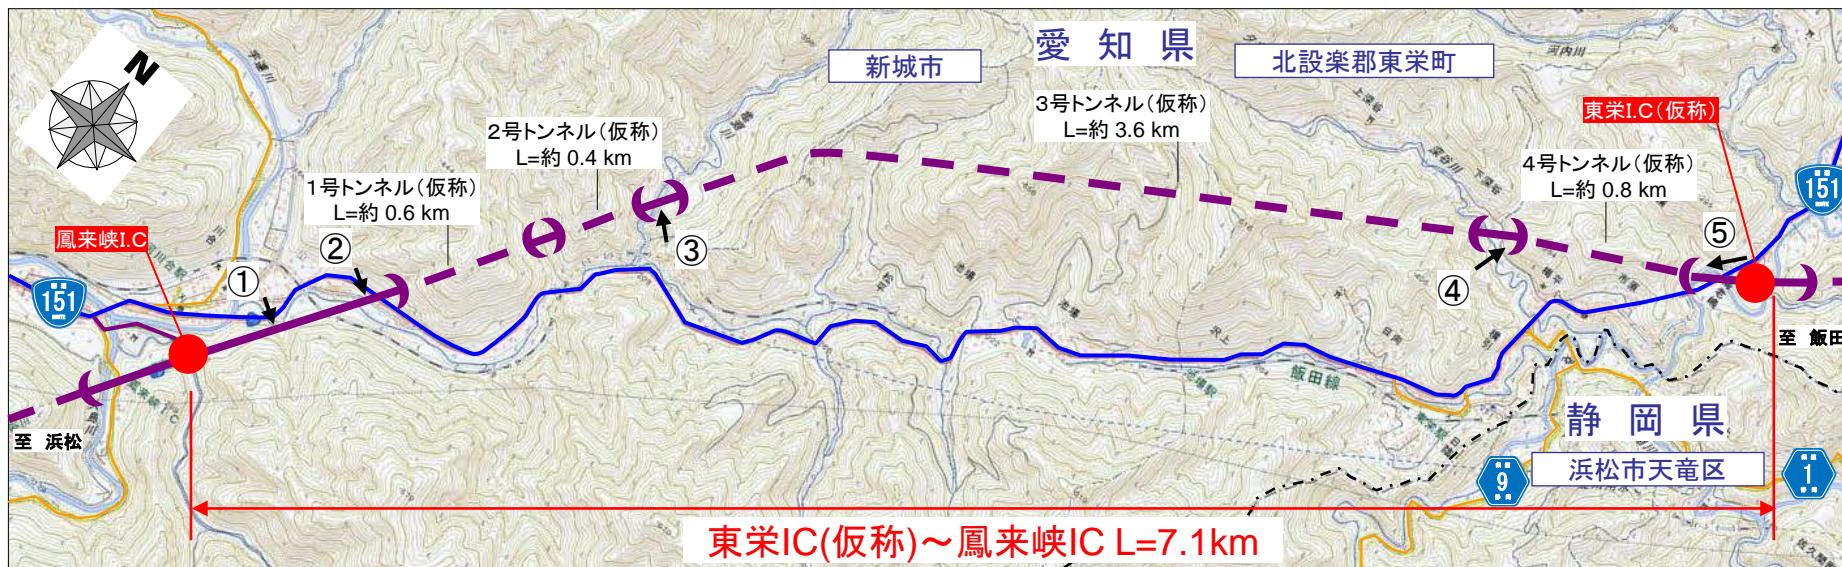 愛 知 県
新城市
北設楽郡東栄町
N
3号トンネル(仮称)
L=約 3.6 km
東栄I.C(仮称)
2号トンネル(仮称)
L=約 0.4 km
4号トンネル(仮称)
L=約 0.8 km
1号トンネル(仮称)
L=約 0.6 km
151
鳳来峡I.C
①
②
③
④
⑤
151
至 浜松
至 飯田
飯田線
静 岡 県
浜松市天竜区
9
1
東栄IC(仮称)～鳳来峡IC L=7.1km